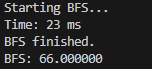 Starting BFS...
Time: 23 ms
BFS finished.
BFS: 66.000000